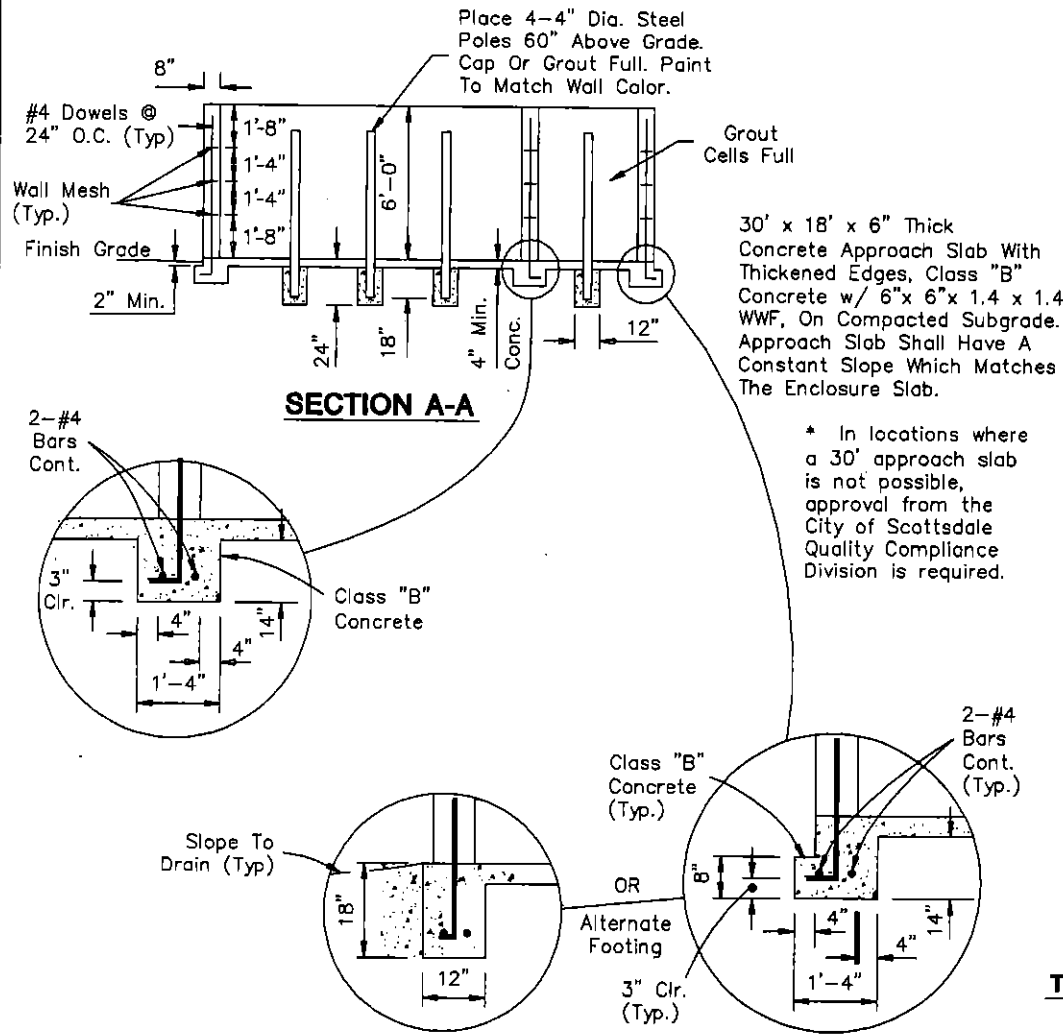 Place 4-4" Dia. Steel
Poles 60" Above Grade.
Cap Or Grout Full. Paint
To Match Wall Color.
8"
#4 Dowels @
24" O.C. (Typ)
Wall Mesh
(Typ.)
Finish Grade
2" Min.
1'-8"
1'-4"
1'-4"
1'-8"
6'-0"
Grout
Cells Full
24"
18"
4" Min.
Conc.
12"
SECTION A-A
30' x 18' x 6" Thick
Concrete Approach Slab With
Thickened Edges, Class "B"
Concrete w/ 6"x 6"x 1.4 x 1.4
WWF, On Compacted Subgrade.
Approach Slab Shall Have A
Constant Slope Which Matches
The Enclosure Slab.
* In locations where
a 30' approach slab
is not possible,
approval from the
City of Scottsdale
Quality Compliance
Division is required.
2-#4
Bars
Cont.
3"
Clr.
4"
4"
14"
1'-4"
Class "B"
Concrete
Slope To
Drain (Typ)
18"
12"
OR
Alternate
Footing
Class "B"
Concrete
(Typ.)
2-#4
Bars
Cont.
(Typ.)
8"
4"
4"
14"
1'-4"
3" Clr.
(Typ.)
T